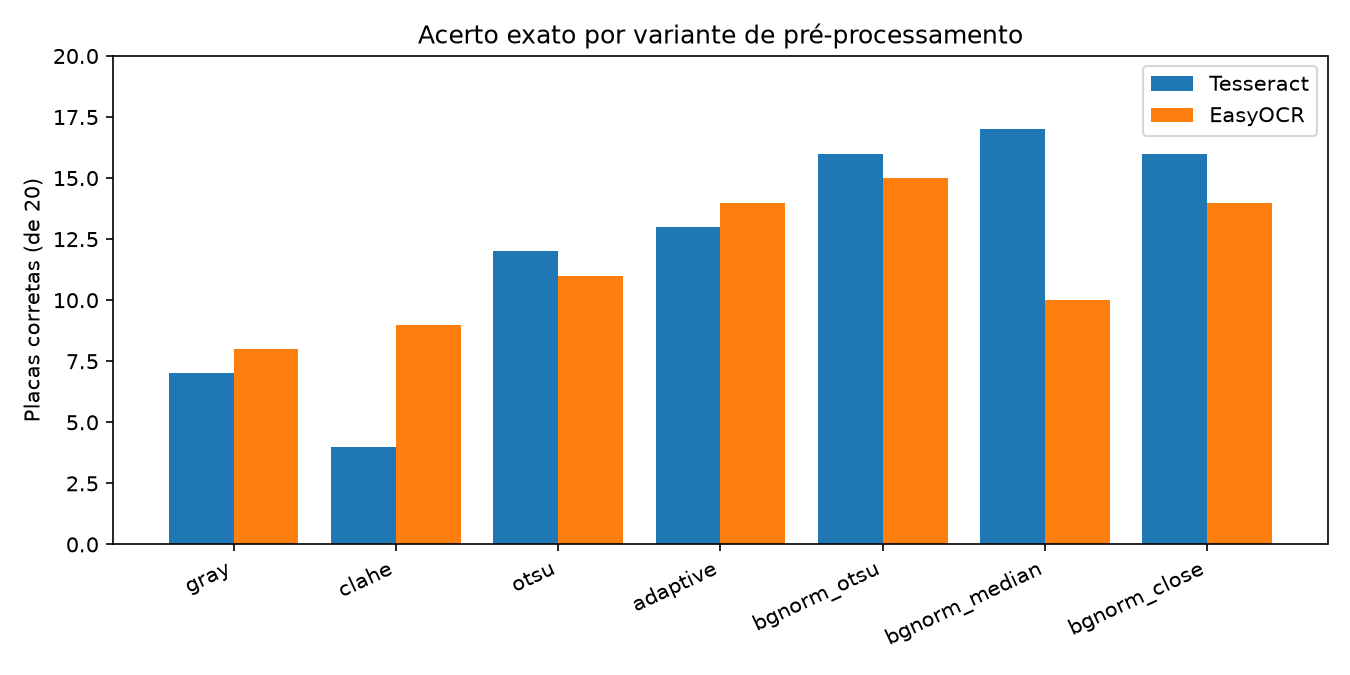 Acerto exato por variante de pré-processamento
Tesseract
EasyOCR
Placas corretas (de 20)
20.0
17.5
15.0
12.5
10.0
7.5
5.0
2.5
0.0
gray
clahe
otsu
adaptive
bgnorm_otsu
bgnorm_median
bgnorm_close